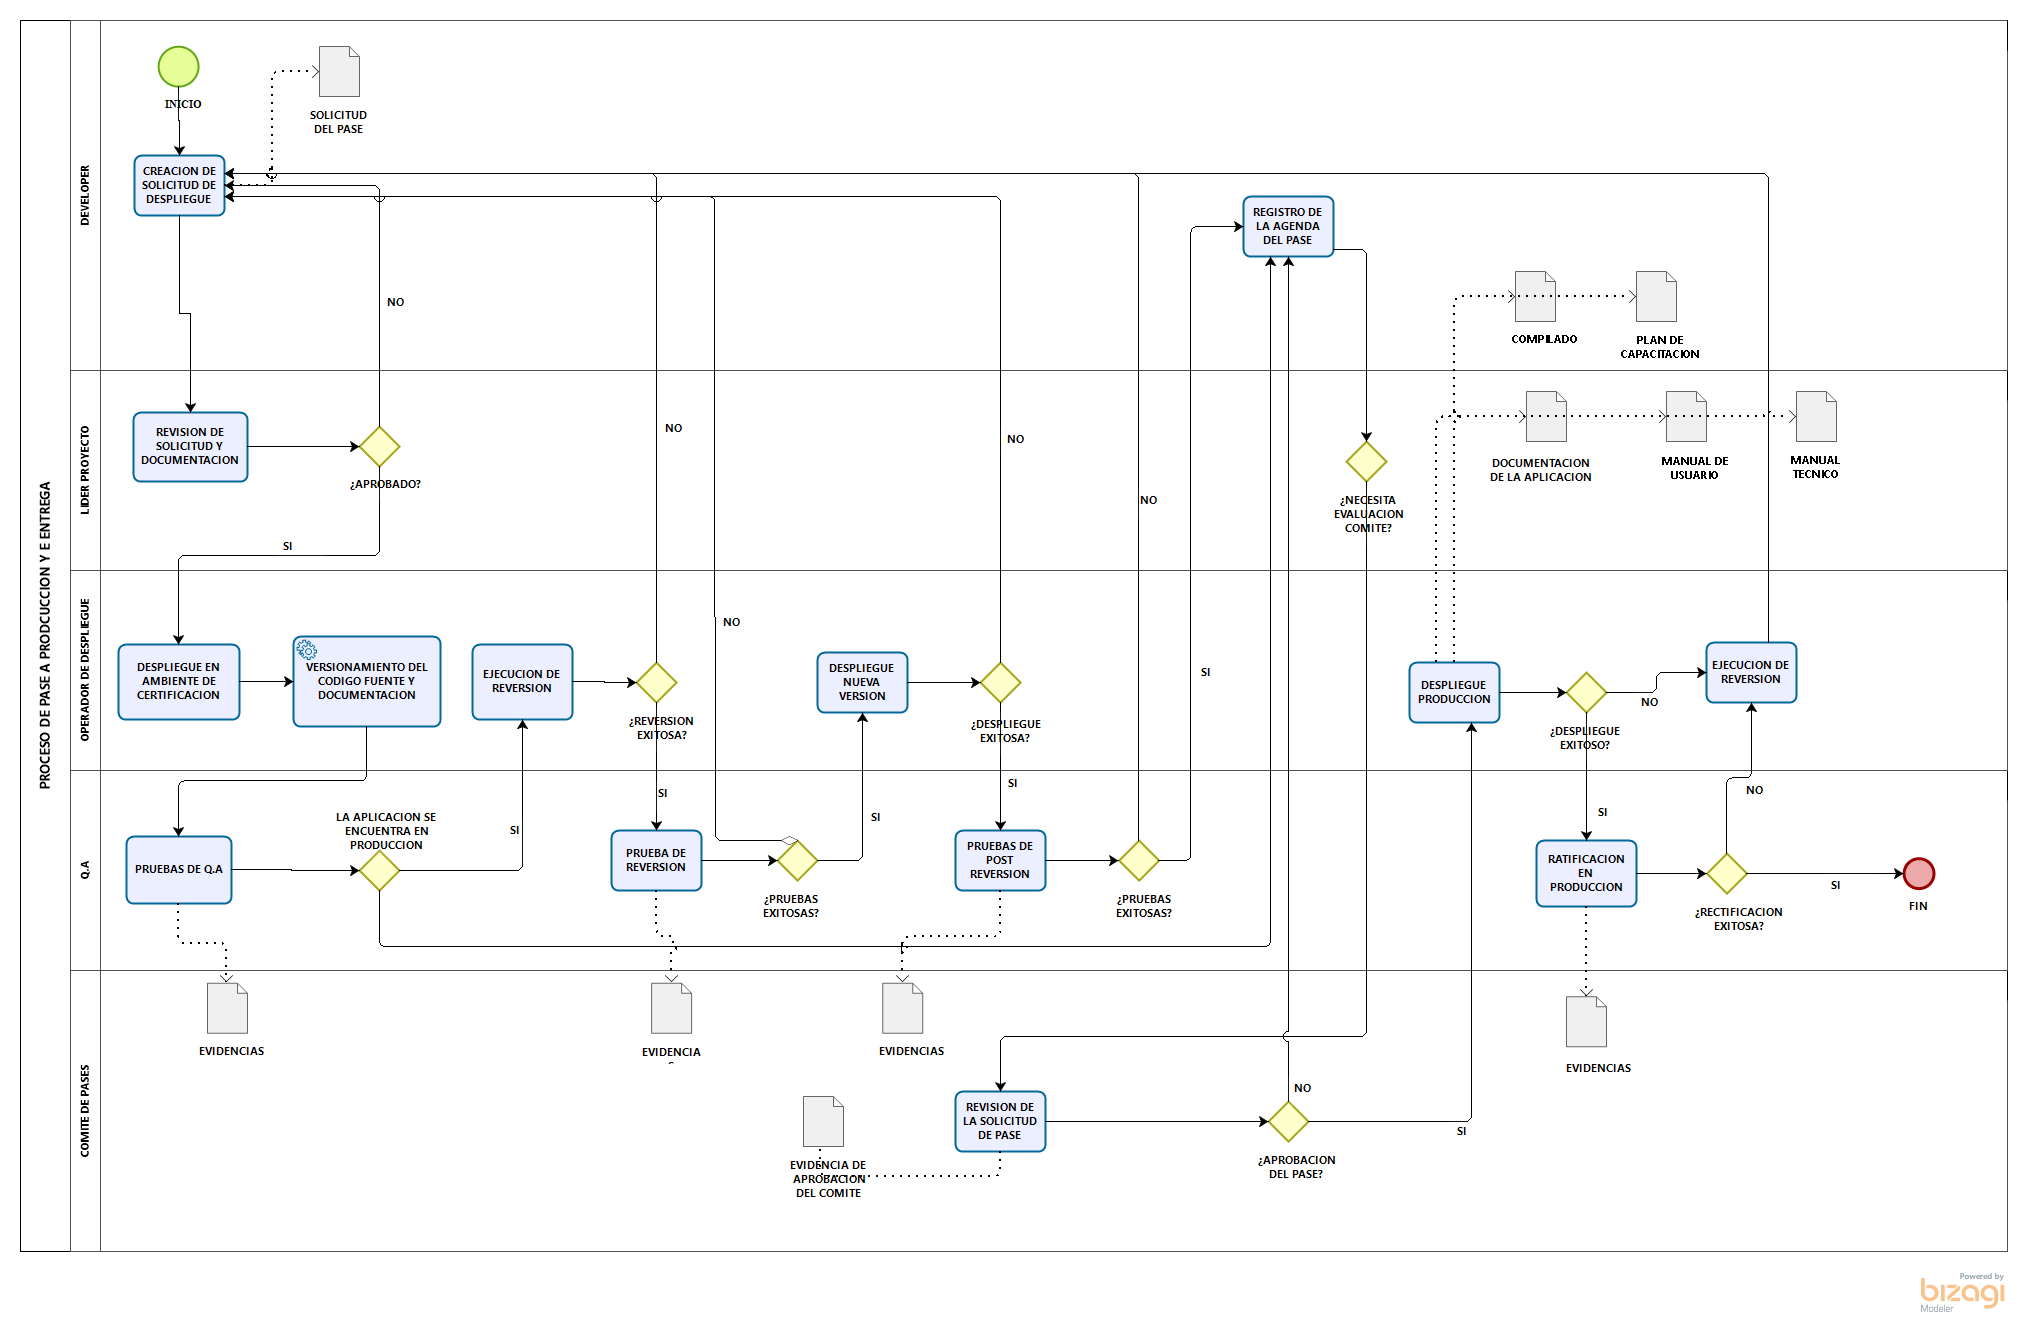 PROCESO DE PASE A PRODCUCCION Y E ENTREGA
DEVELOPER
INICIO
SOLICITUD
DEL PASE
CREACION DE
SOLICITUD DE
DESPLIEGUE
NO
REGISTRO DE
LA AGENDA
DEL PASE
COMPILADO
PLAN DE
CAPACITACION
LIDER PROYECTO
REVISION DE
SOLICITUD Y
DOCUMENTACION
¿APROBADO?
SI
NO
NO
NO
¿NECESITA
EVALUACION
COMITE?
DOCUMENTACION
DE LA APLICACION
MANUAL DE
USUARIO
MANUAL
TECNICO
OPERADOR DE DESPLIEGUE
DESPLIEGUE EN
AMBIENTE DE
CERTIFICACION
VERSIONAMIENTO DEL
CODIGO FUENTE Y
DOCUMENTACION
EJECUCION DE
REVERSION
¿REVERSION
EXITOSA?
NO
DESPLIEGUE
NUEVA
VERSION
¿DESPLIEGUE
EXITOSA?
SI
DESPLIEGUE
PRODUCCION
¿DESPLIEGUE
EXITOSO?
NO
EJECUCION DE
REVERSION
Q.A
PRUEBAS DE Q.A
LA APLICACION SE
ENCUENTRA EN
PRODUCCION
SI
SI
PRUEBA DE
REVERSION
¿PRUEBAS
EXITOSAS?
SI
SI
PRUEBAS DE
POST
REVERSION
¿PRUEBAS
EXITOSAS?
SI
RATIFICACION
EN
PRODUCCION
NO
¿RECTIFICACION
EXITOSA?
SI
FIN
COMITE DE PASES
EVIDENCIAS
EVIDENCIA
EVIDENCIAS
EVIDENCIAS
EVIDENCIA DE
APROBACION
DEL COMITE
REVISION DE
LA SOLICITUD
DE PASE
NO
¿APROBACION
DEL PASE?
SI
Powered by
bizagi
Modeler